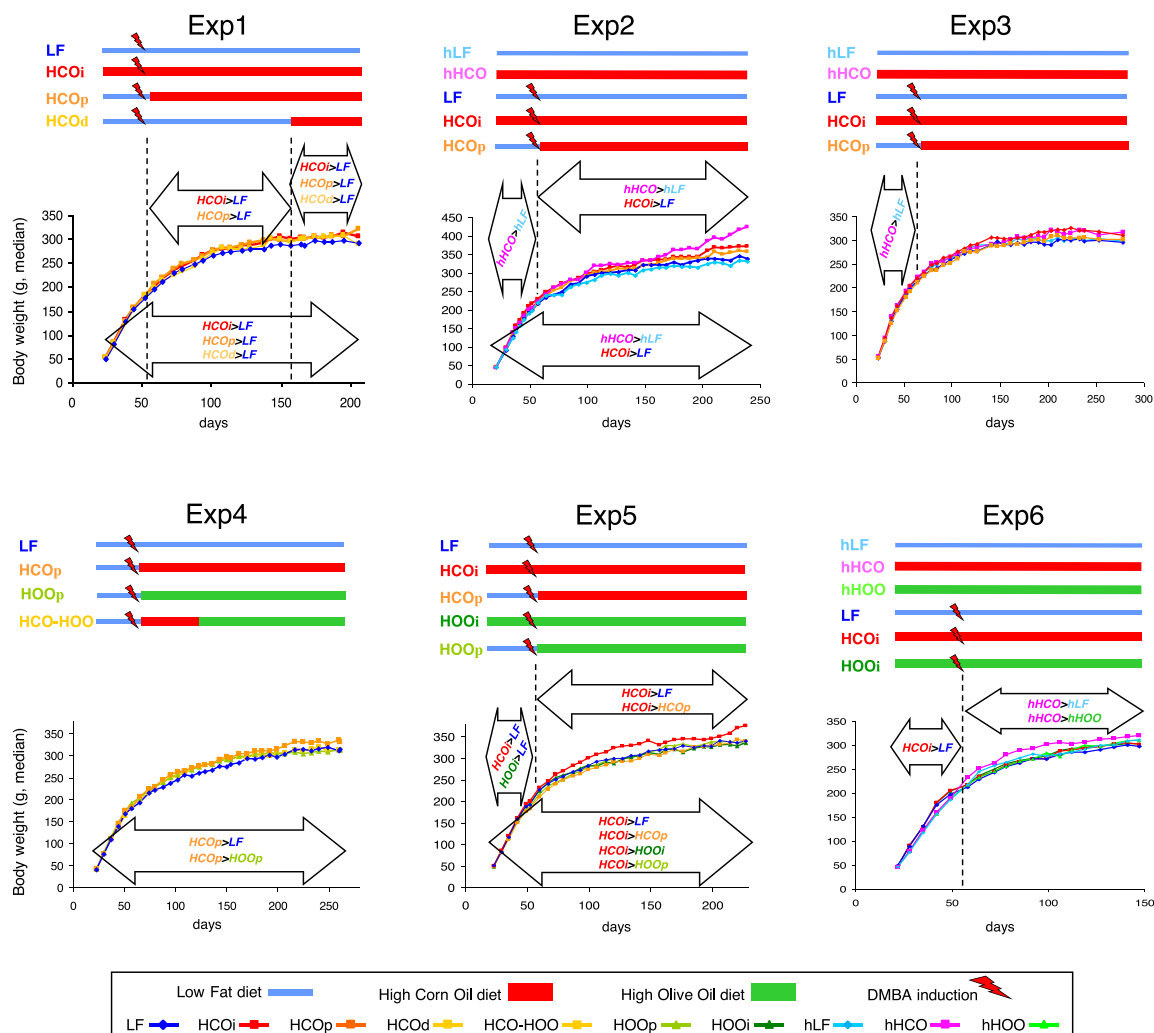 Exp1
LF
HCOi
HCOp
HCOd
HCOi>LF
HCOp>LF
HCOi>LF
HCOp>LF
HCOd>LF
HCOi>LF
HCOp>LF
HCOd>LF
Body weight (g, median)
350
300
250
200
150
100
50
0
0 50 100 150 200
days
Exp2
hLF
hHCO
LF
HCOi
HCOp
hHCO>hLF
hHCO>hLF
HCOi>LF
hHCO>hLF
HCOi>LF
450
400
350
300
250
200
150
100
50
0
0 50 100 150 200 250
days
Exp3
hLF
hHCO
LF
HCOi
HCOp
hHCO>hLF
350
300
250
200
150
100
50
0
0 50 100 150 200 250 300
days
Exp4
LF
HCOp
HOOp
HCO-HOO
HCOp>LF
HCOp>HOOp
Body weight (g, median)
350
300
250
200
150
100
50
0
0 50 100 150 200 250
days
Exp5
LF
HCOi
HCOp
HOOi
HOOp
HCOi>LF
HOOi>LF
HCOi>LF
HCOi>HCOp
HCOi>LF
HCOi>HCOp
HCOi>HOOi
HCOi>HOOp
400
350
300
250
200
150
100
50
0
0 50 100 150 200
days
Exp6
hLF
hHCO
hHOO
LF
HCOi
HOOi
HCOi>LF
hHCO>hLF
hHCO>hHOO
350
300
250
200
150
100
50
0
0 50 100 150
days
Low Fat diet High Corn Oil diet High Olive Oil diet DMBA induction
LF HCOi HCOp HCOd HCO-HOO HOOp HOOi hLF hHCO hHOO